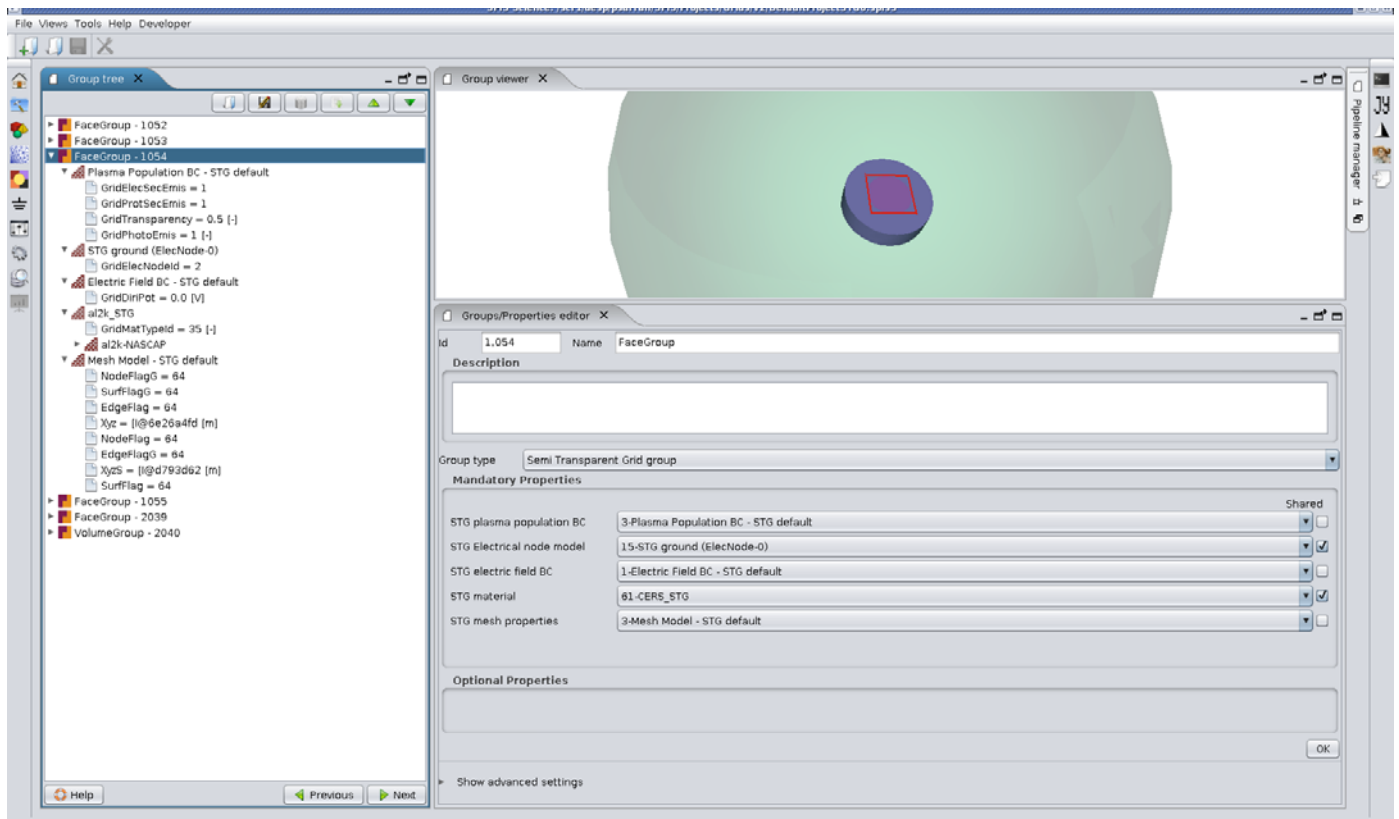 File Views Tools Help Developer
Group tree X
FaceGroup - 1052
FaceGroup - 1053
FaceGroup - 1054
Plasma Population BC - STG default
GridElecSecEmis = 1
GridProtSecEmis = 1
GridTransparency = 0.5 [-]
GridPhotoEmis = 1 [-]
STG ground (ElecNode-0)
GridElecNodeId = 2
Electric Field BC - STG default
GridDiriPot = 0.0 [V]
al2k_STG
GridMatTypeId = 35 [-]
al2k-NASCAP
Mesh Model - STG default
NodeFlagG = 64
SurfFlagG = 64
EdgeFlag = 64
Xyz = [I@6e26a4fd [m]
NodeFlag = 64
EdgeFlagG = 64
XyzS = [I@d793d62 [m]
SurfFlag = 64
FaceGroup - 1055
FaceGroup - 2039
VolumeGroup - 2040
Help
Previous
Next
Group viewer X
Groups/Properties editor X
Id 1.054 Name FaceGroup
Description
Group type Semi Transparent Grid group
Mandatory Properties
Shared
STG plasma population BC 3-Plasma Population BC - STG default
STG Electrical node model 15-STG ground (ElecNode-0)
STG electric field BC 1-Electric Field BC - STG default
STG material 61-CERS_STG
STG mesh properties 3-Mesh Model - STG default
Optional Properties
OK
Show advanced settings
Pipeline manager
Jy